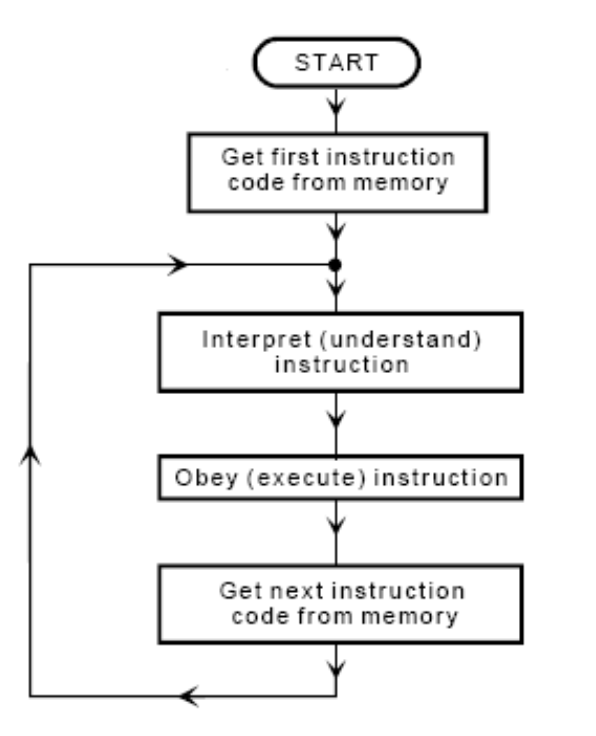 START
Get first instruction
code from memory
Interpret (understand)
instruction
Obey (execute) instruction
Get next instruction
code from memory